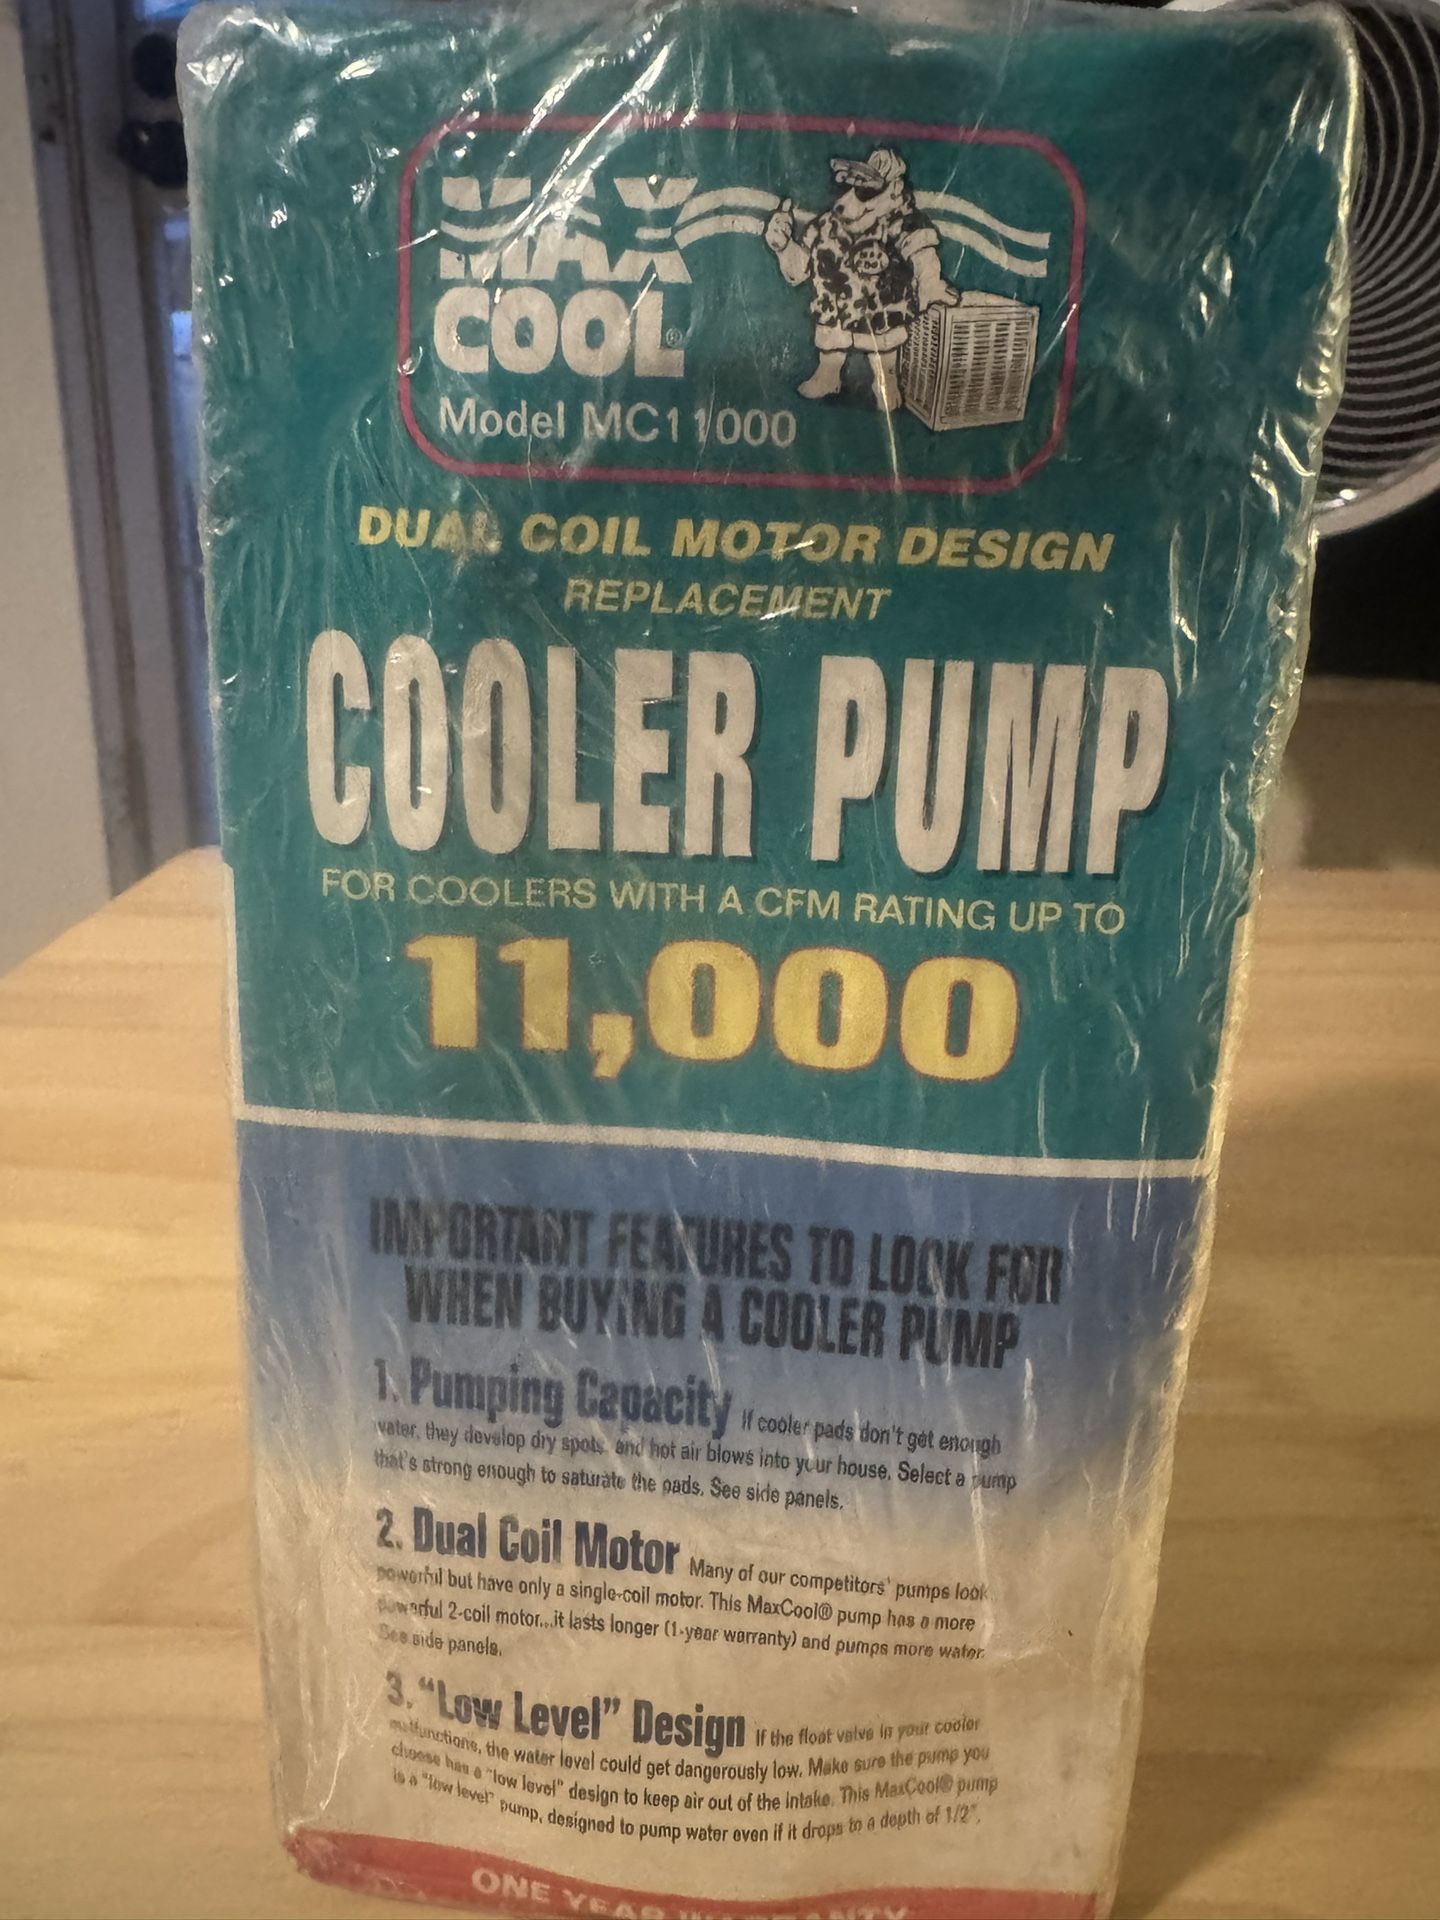 MAX
COOL®
Model MC11000
DUAL COIL MOTOR DESIGN
REPLACEMENT
COOLER PUMP
FOR COOLERS WITH A CFM RATING UP TO
11,000
IMPORTANT FEATURES TO LOOK FOR
WHEN BUYING A COOLER PUMP
1. Pumping Capacity If cooler pads don't get enough
water, they develop dry spots and hot air blows into your house. Select a pump
that's strong enough to saturate the pads. See side panels.
2. Dual Coil Motor Many of our competitors' pumps look
powerful but have only a single-coil motor. This MaxCool® pump has a more
powerful 2-coil motor...it lasts longer (1-year warranty) and pumps more water.
See side panels.
3. "Low Level" Design If the float valve in your cooler
malfunctions, the water level could get dangerously low. Make sure the pump you
choose has a "low level" design to keep air out of the intake. This MaxCool® pump
is a "low level" pump, designed to pump water even if it drops to a depth of 1/2".
ONE YEAR WARRANTY